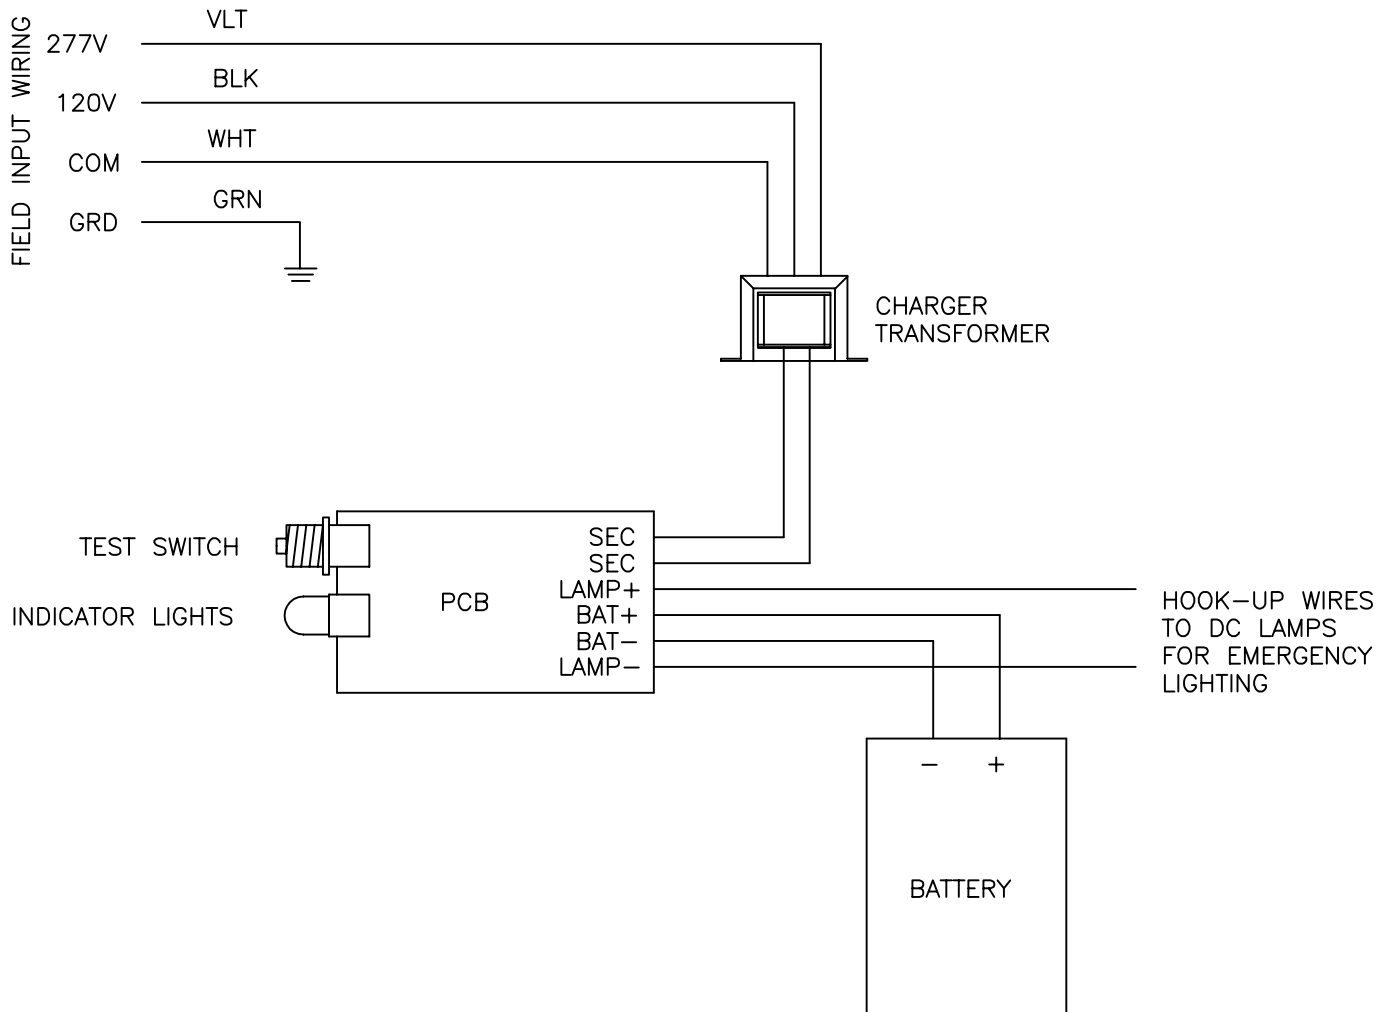 FIELD INPUT WIRING
VLT
277V
BLK
120V
WHT
COM
GRN
GRD
CHARGER
TRANSFORMER
TEST SWITCH
INDICATOR LIGHTS
PCB
SEC
SEC
LAMP+
BAT+
BAT-
LAMP-
HOOK-UP WIRES
TO DC LAMPS
FOR EMERGENCY
LIGHTING
- +
BATTERY